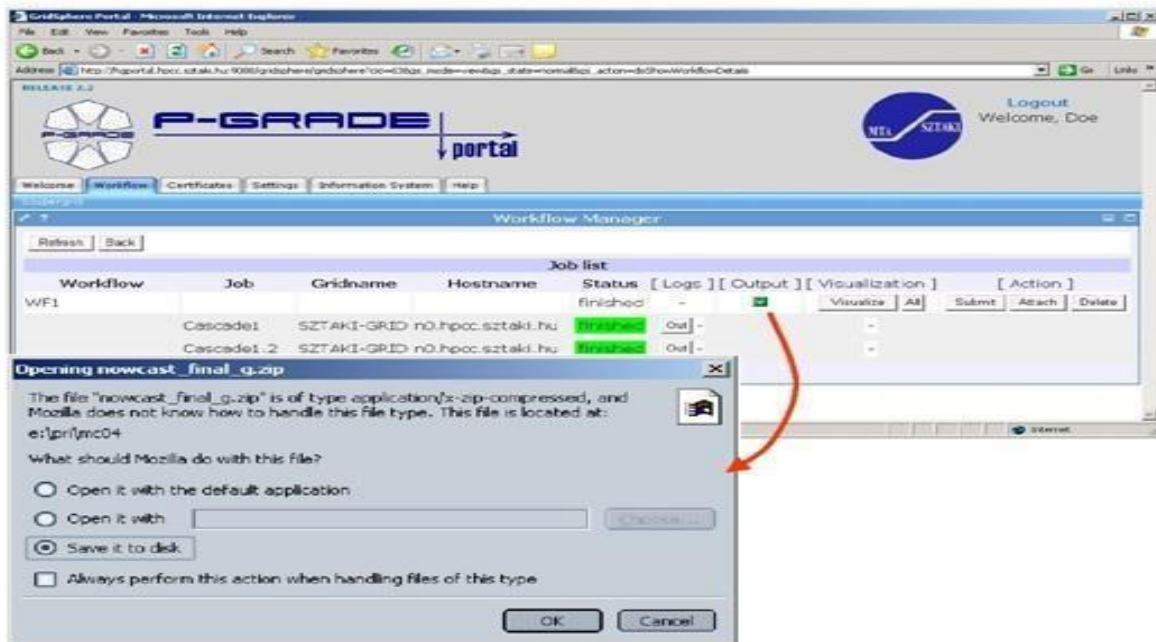 GridSphere Portal - Microsoft Internet Explorer
File Edit View Favorites Tools Help
Back Search Favorites
Address Go Links
RELEASE 2.2
P-GRADE
P-GRADE portal
MTA SZTAKI
Logout
Welcome, Doe
Welcome Workflow Certificates Settings Information System Help
Workflow Manager
Refresh Back
Job list
Workflow Job Gridname Hostname Status [ Logs ] [ Output ] [ Visualization ] [ Action ]
WF1 finished - Visualize All Submit Attach Delete
Cascade1 SZTAKI-GRID n0.hpcc.sztaki.hu finished Out - -
Cascade1.2 SZTAKI-GRID n0.hpcc.sztaki.hu finished Out - -
Internet
Opening nowcast_final_g.zip
The file "nowcast_final_g.zip" is of type application/x-zip-compressed, and
Mozilla does not know how to handle this file type. This file is located at:
e:\pri\mc04
What should Mozilla do with this file?
Open it with the default application
Open it with Choose...
Save it to disk
Always perform this action when handling files of this type
OK Cancel